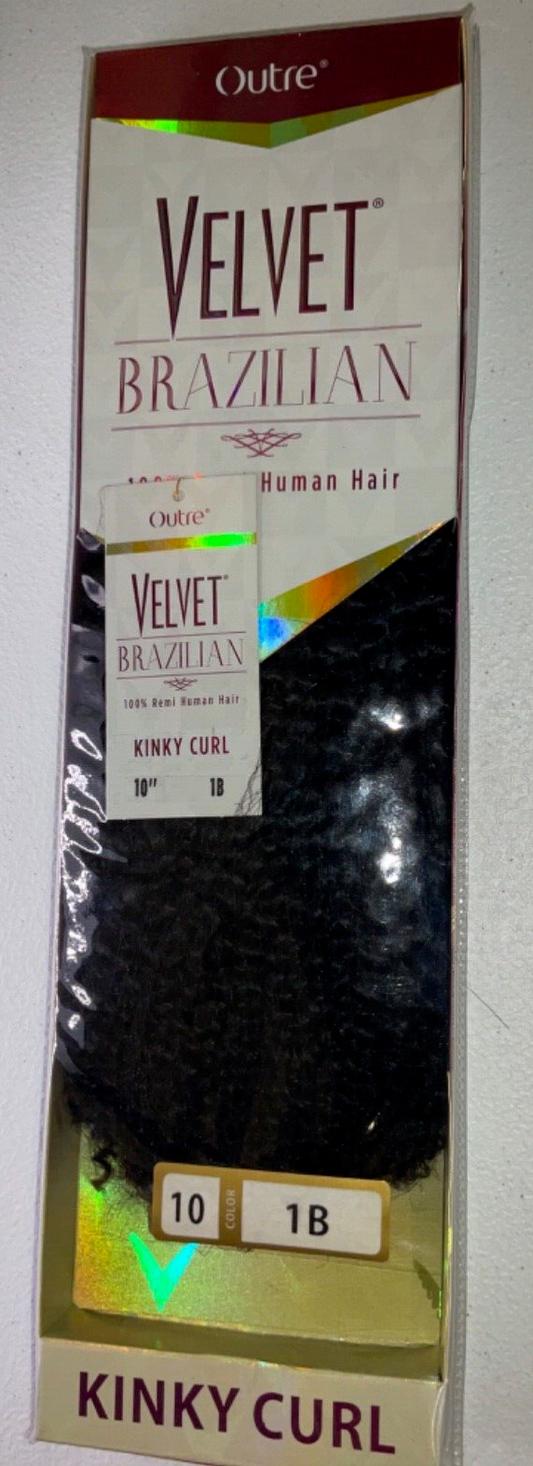 Outre®
VELVET®
BRAZILIAN
Human Hair
Outre®
VELVET®
BRAZILIAN
100% Remi Human Hair
KINKY CURL
10" 1B
10 COLOR 1B
KINKY CURL